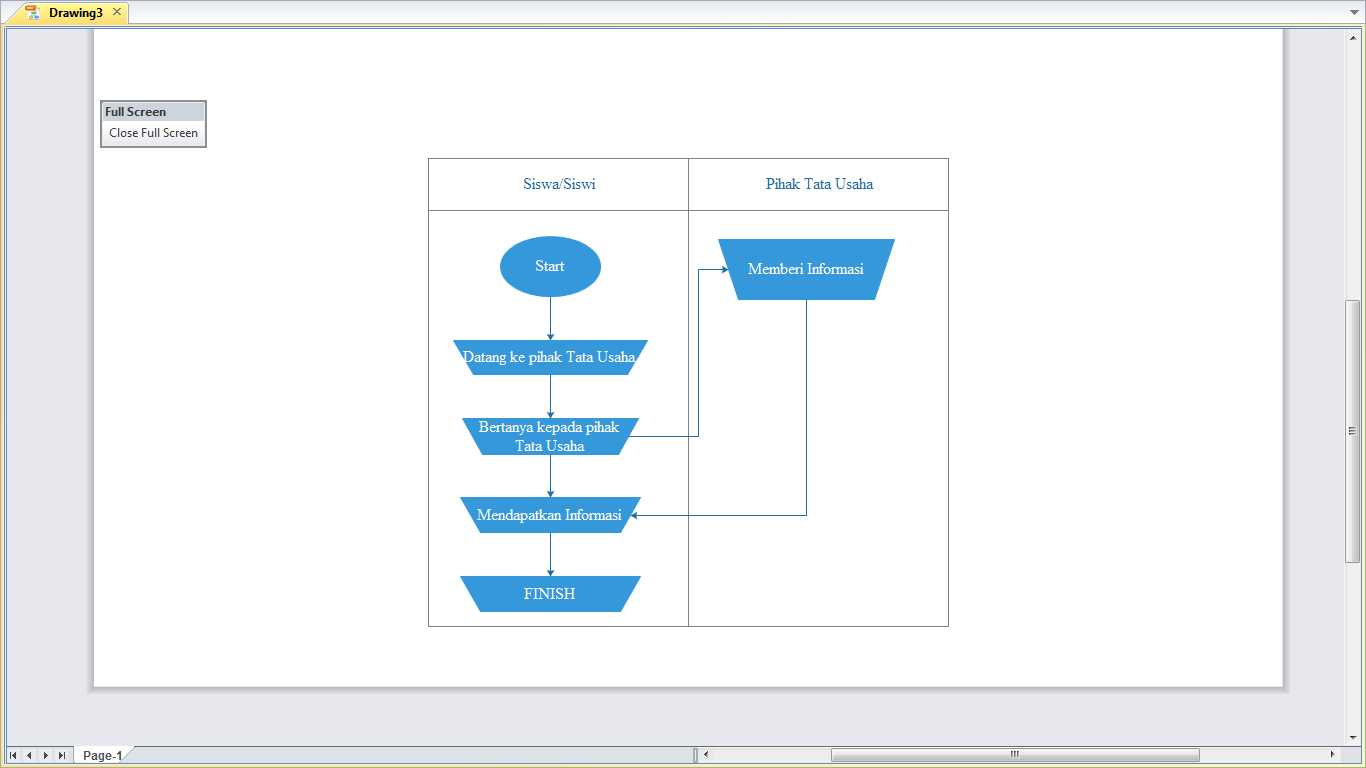 Drawing3
Full Screen
Close Full Screen
Siswa/Siswi
Pihak Tata Usaha
Start
Memberi Informasi
Datang ke pihak Tata Usaha
Bertanya kepada pihak
Tata Usaha
Mendapatkan Informasi
FINISH
Page-1